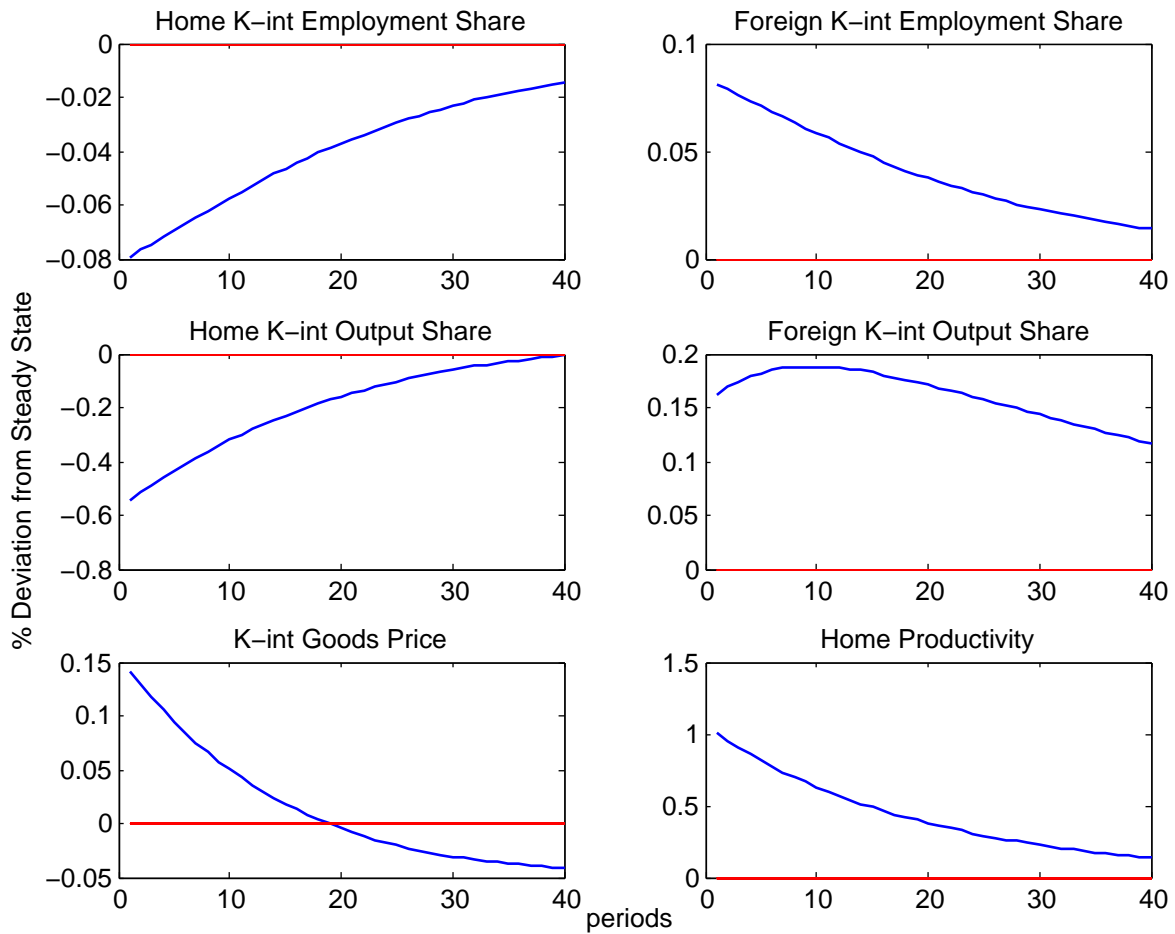 Home K−int Employment Share
0
−0.02
−0.04
−0.06
−0.08
0 10 20 30 40
Foreign K−int Employment Share
0.1
0.05
0
0 10 20 30 40
% Deviation from Steady State
Home K−int Output Share
0
−0.2
−0.4
−0.6
−0.8
0 10 20 30 40
Foreign K−int Output Share
0.2
0.15
0.1
0.05
0
0 10 20 30 40
K−int Goods Price
0.15
0.1
0.05
0
−0.05
0 10 20 30 40
Home Productivity
1.5
1
0.5
0
0 10 20 30 40
periods